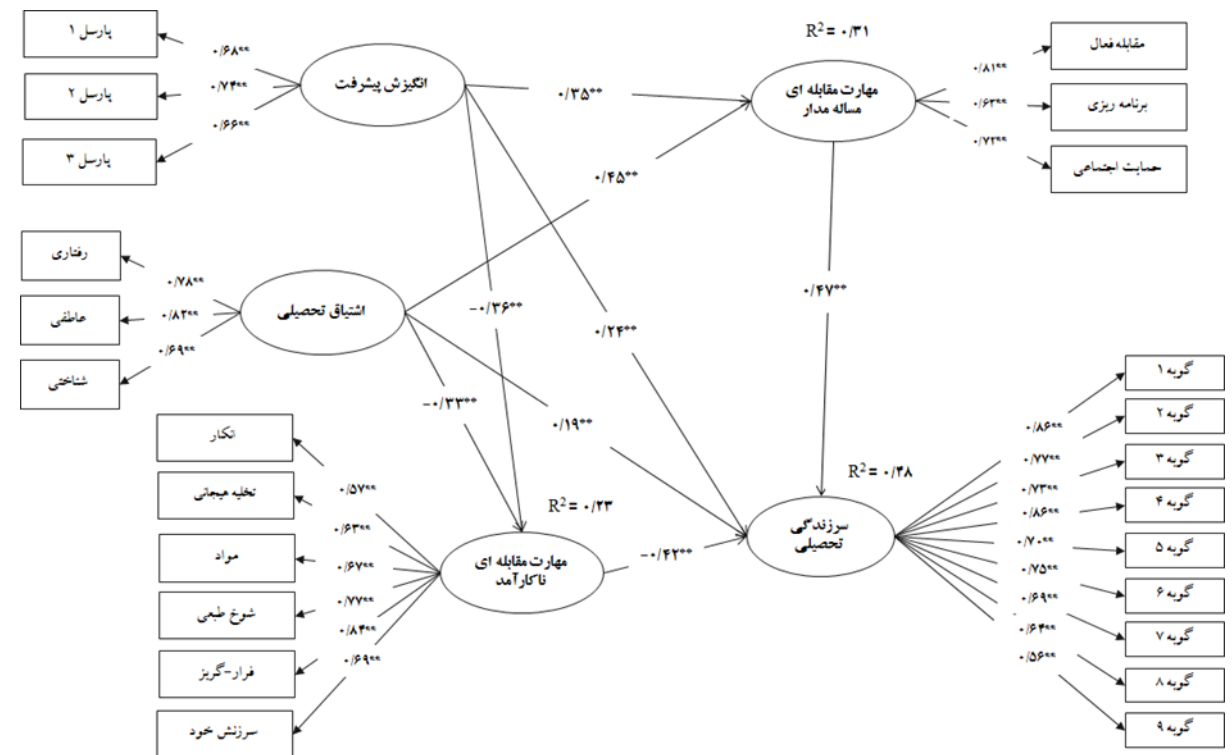 پارسل ۱
پارسل ۲
پارسل ۳
۰/۶۸**
۰/۷۴**
۰/۶۶**
انگیزش پیشرفت
۰/۳۵**
R² = ۰/۳۱
مهارت مقابله ای
مساله مدار
۰/۸۱**
۰/۶۳**
۰/۷۲**
مقابله فعال
برنامه ریزی
حمایت اجتماعی
۰/۴۵**
رفتاری
عاطفی
شناختی
۰/۷۸**
۰/۸۲**
۰/۶۹**
اشتیاق تحصیلی
-۰/۳۶**
۰/۲۴**
۰/۴۷**
-۰/۳۳**
۰/۱۹**
انکار
تخلیه هیجانی
مواد
شوخ طبعی
فرار-گریز
سرزنش خود
۰/۵۷**
۰/۶۳**
۰/۶۷**
۰/۷۷**
۰/۸۴**
۰/۶۹**
R² = ۰/۲۳
مهارت مقابله ای
ناکارآمد
-۰/۴۲**
R² = ۰/۴۸
سرزندگی
تحصیلی
۰/۸۶**
۰/۷۷**
۰/۷۳**
۰/۸۶**
۰/۷۰**
۰/۷۵**
۰/۶۹**
۰/۶۴**
۰/۵۶**
گویه ۱
گویه ۲
گویه ۳
گویه ۴
گویه ۵
گویه ۶
گویه ۷
گویه ۸
گویه ۹